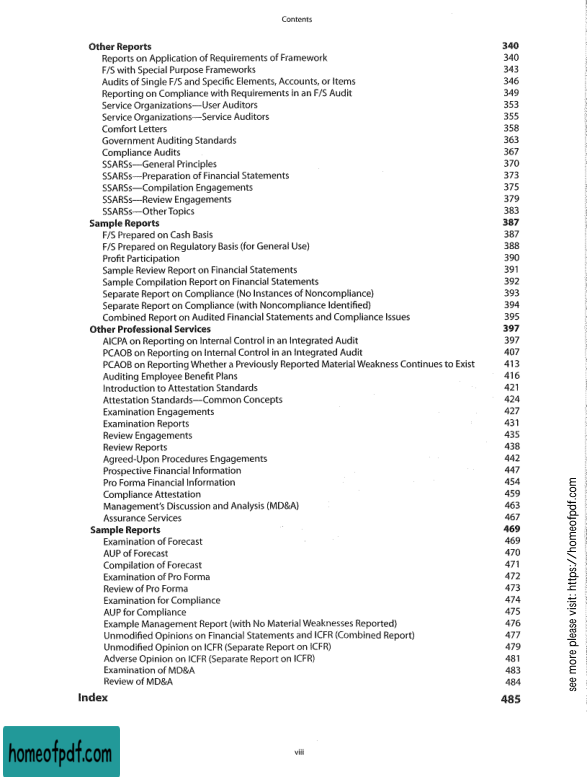 Contents
Other Reports 340
Reports on Application of Requirements of Framework 340
F/S with Special Purpose Frameworks 343
Audits of Single F/S and Specific Elements, Accounts, or Items 346
Reporting on Compliance with Requirements in an F/S Audit 349
Service Organizations—User Auditors 353
Service Organizations—Service Auditors 355
Comfort Letters 358
Government Auditing Standards 363
Compliance Audits 367
SSARSs—General Principles 370
SSARSs—Preparation of Financial Statements 373
SSARSs—Compilation Engagements 375
SSARSs—Review Engagements 379
SSARSs—Other Topics 383
Sample Reports 387
F/S Prepared on Cash Basis 387
F/S Prepared on Regulatory Basis (for General Use) 388
Profit Participation 390
Sample Review Report on Financial Statements 391
Sample Compilation Report on Financial Statements 392
Separate Report on Compliance (No Instances of Noncompliance) 393
Separate Report on Compliance (with Noncompliance Identified) 394
Combined Report on Audited Financial Statements and Compliance Issues 395
Other Professional Services 397
AICPA on Reporting on Internal Control in an Integrated Audit 397
PCAOB on Reporting on Internal Control in an Integrated Audit 407
PCAOB on Reporting Whether a Previously Reported Material Weakness Continues to Exist 413
Auditing Employee Benefit Plans 416
Introduction to Attestation Standards 421
Attestation Standards—Common Concepts 424
Examination Engagements 427
Examination Reports 431
Review Engagements 435
Review Reports 438
Agreed-Upon Procedures Engagements 442
Prospective Financial Information 447
Pro Forma Financial Information 454
Compliance Attestation 459
Management's Discussion and Analysis (MD&A) 463
Assurance Services 467
Sample Reports 469
Examination of Forecast 469
AUP of Forecast 470
Compilation of Forecast 471
Examination of Pro Forma 472
Review of Pro Forma 473
Examination for Compliance 474
AUP for Compliance 475
Example Management Report (with No Material Weaknesses Reported) 476
Unmodified Opinions on Financial Statements and ICFR (Combined Report) 477
Unmodified Opinion on ICFR (Separate Report on ICFR) 479
Adverse Opinion on ICFR (Separate Report on ICFR) 481
Examination of MD&A 483
Review of MD&A 484
Index 485
see more please visit: https://homeofpdf.com
homeofpdf.com
viii